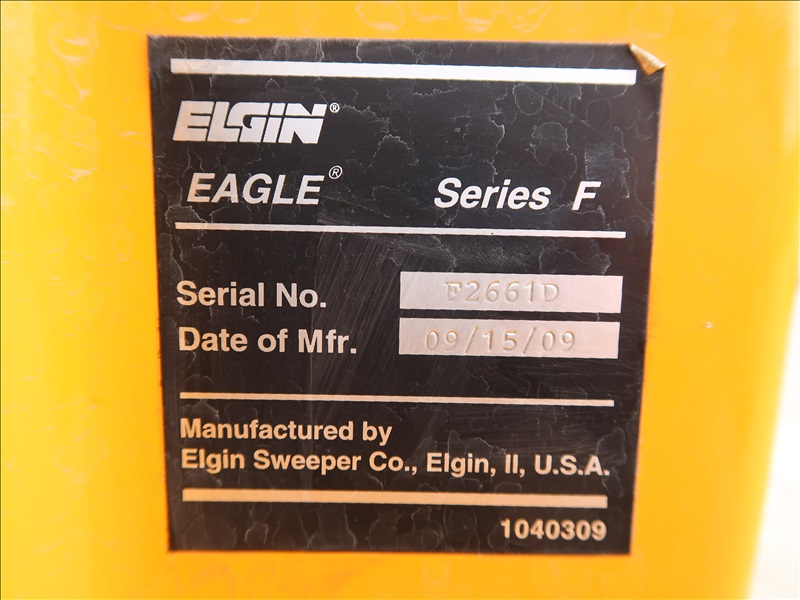 ELGIN®
EAGLE® Series F
Serial No. F2661D
Date of Mfr. 09/15/09
Manufactured by
Elgin Sweeper Co., Elgin, Il, U.S.A.
1040309